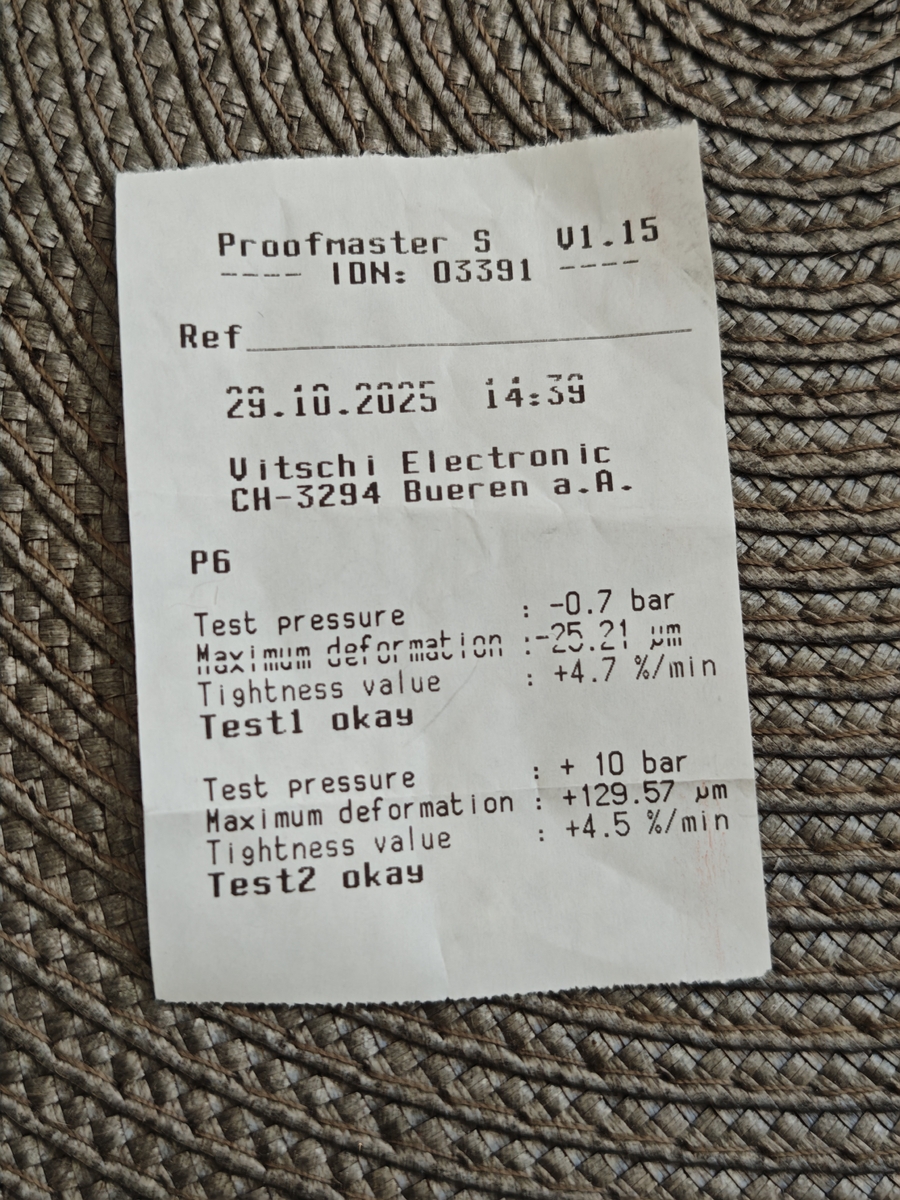 Proofmaster S V1.15
---- IDN: 03391 ----
Ref
29.10.2025 14:39
Witschi Electronic
CH-3294 Bueren a.A.
P6
Test pressure : -0.7 bar
Maximum deformation :-25.21 µm
Tightness value : +4.7 %/min
Test1 okay
Test pressure : + 10 bar
Maximum deformation : +129.57 µm
Tightness value : +4.5 %/min
Test2 okay